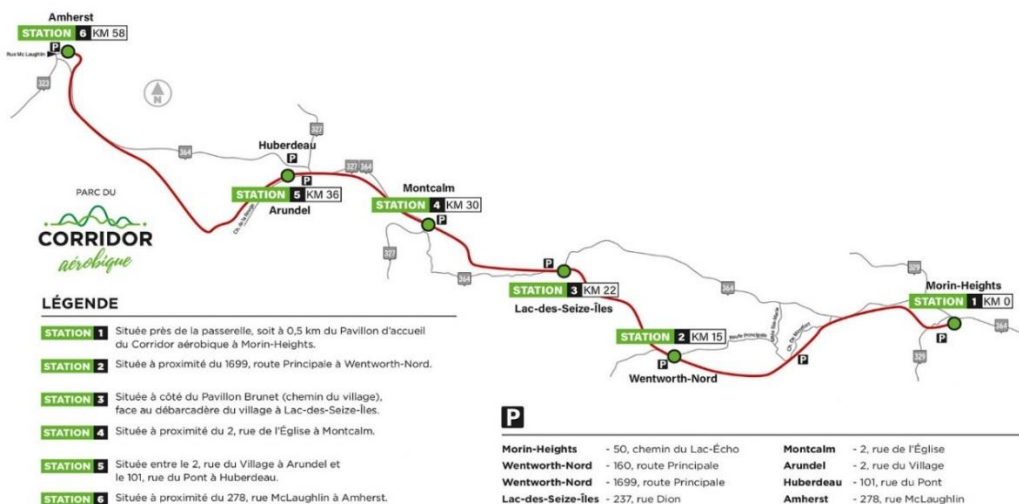 Amherst
STATION 6 KM 58
P
Rue Mc Laughlin
323
N
364
327
Huberdeau
P
P
327 364
STATION 5 KM 36
Arundel
Ch. de la Rouge
Montcalm
STATION 4 KM 30
P
327
364
P
STATION 3 KM 22
Lac-des-Seize-Îles
364
329
Morin-Heights
STATION 1 KM 0
364
329
STATION 2 KM 15
Route Principale
Ch. De Montfort
P
Wentworth-Nord
PARC DU
CORRIDOR
aérobique
LÉGENDE
STATION 1 Située près de la passerelle, soit à 0,5 km du Pavillon d'accueil
du Corridor aérobique à Morin-Heights.
STATION 2 Située à proximité du 1699, route Principale à Wentworth-Nord.
STATION 3 Située à côté du Pavillon Brunet (chemin du village),
face au débarcadère du village à Lac-des-Seize-Îles.
STATION 4 Située à proximité du 2, rue de l'Église à Montcalm.
STATION 5 Située entre le 2, rue du Village à Arundel et
le 101, rue du Pont à Huberdeau.
STATION 6 Située à proximité du 278, rue McLaughlin à Amherst.
P
Morin-Heights - 50, chemin du Lac-Écho
Wentworth-Nord - 160, route Principale
Wentworth-Nord - 1699, route Principale
Lac-des-Seize-Îles - 237, rue Dion
Montcalm - 2, rue de l'Église
Arundel - 2, rue du Village
Huberdeau - 101, rue du Pont
Amherst - 278, rue McLaughlin